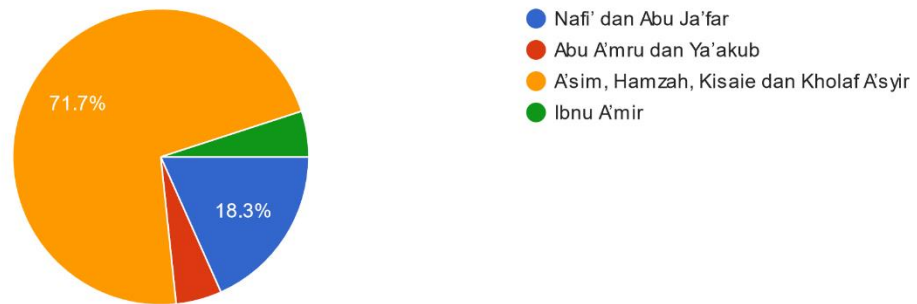 71.7%
18.3%
Nafi' dan Abu Ja'far
Abu A'mru dan Ya'akub
A'sim, Hamzah, Kisaie dan Kholaf A'syir
Ibnu A'mir